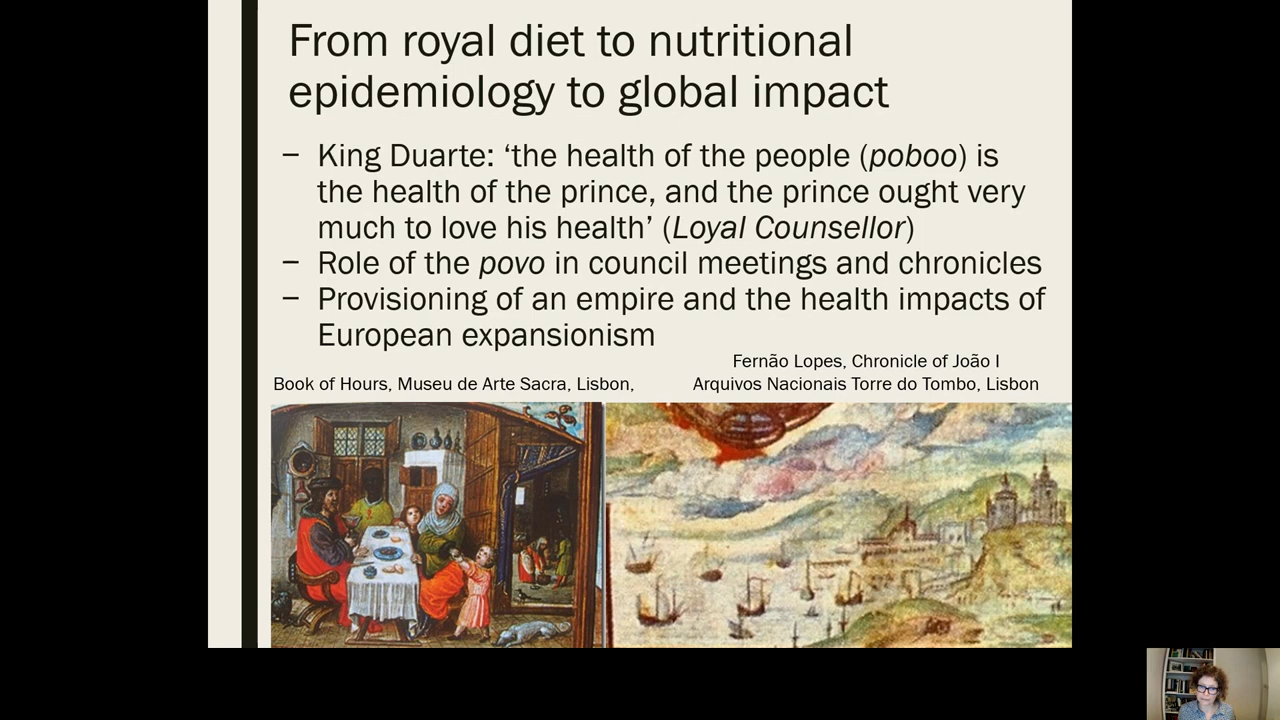 From royal diet to nutritional
epidemiology to global impact
– King Duarte: ‘the health of the people (poboo) is
the health of the prince, and the prince ought very
much to love his health’ (Loyal Counsellor)
– Role of the povo in council meetings and chronicles
– Provisioning of an empire and the health impacts of
European expansionism
Fernão Lopes, Chronicle of João I
Book of Hours, Museu de Arte Sacra, Lisbon,
Arquivos Nacionais Torre do Tombo, Lisbon